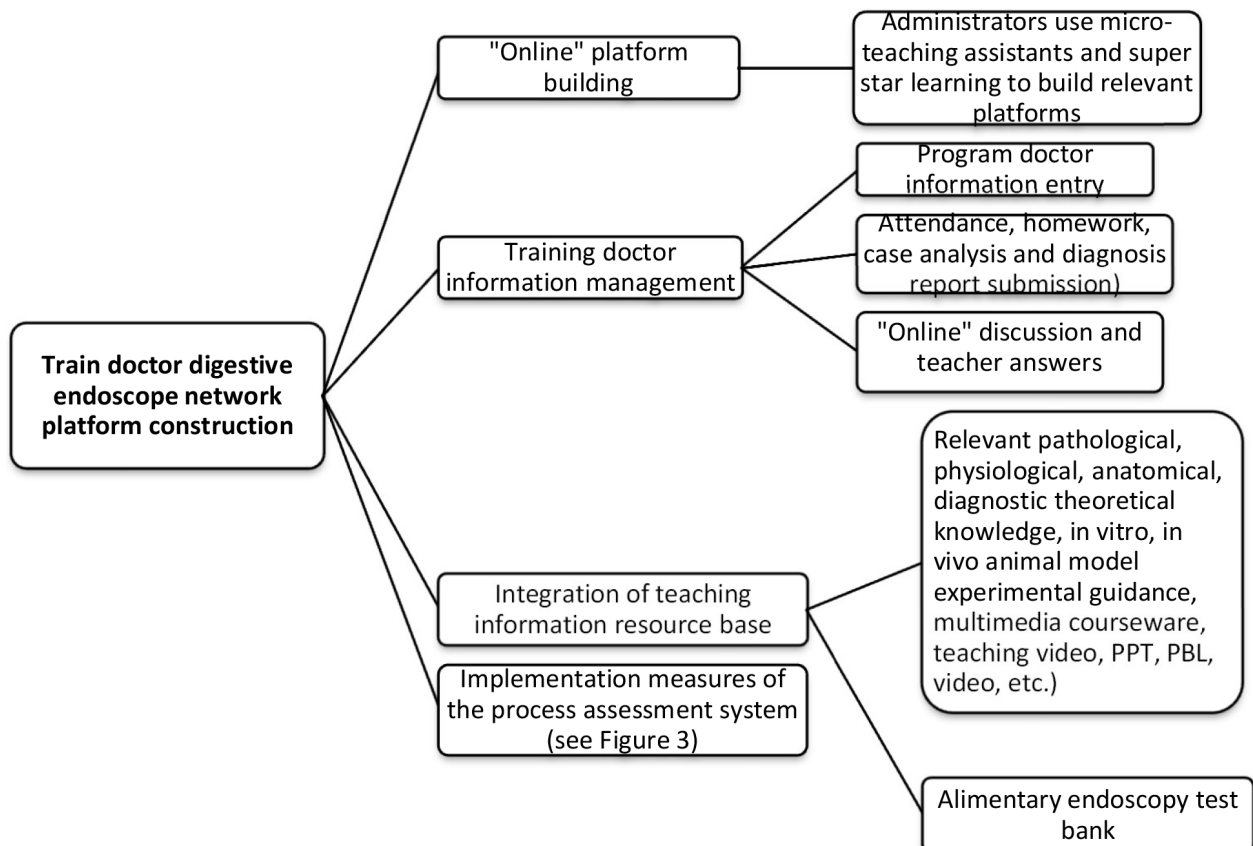 Train doctor digestive
endoscope network
platform construction
"Online" platform
building
Administrators use micro-
teaching assistants and super
star learning to build relevant
platforms
Training doctor
information management
Program doctor
information entry
Attendance, homework,
case analysis and diagnosis
report submission)
"Online" discussion and
teacher answers
Integration of teaching
information resource base
Relevant pathological,
physiological, anatomical,
diagnostic theoretical
knowledge, in vitro, in
vivo animal model
experimental guidance,
multimedia courseware,
teaching video, PPT, PBL,
video, etc.)
Alimentary endoscopy test
bank
Implementation measures of
the process assessment system
(see Figure 3)